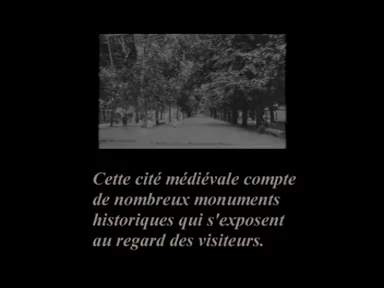 Cette cité médiévale compte
de nombreux monuments
historiques qui s'exposent
au regard des visiteurs.